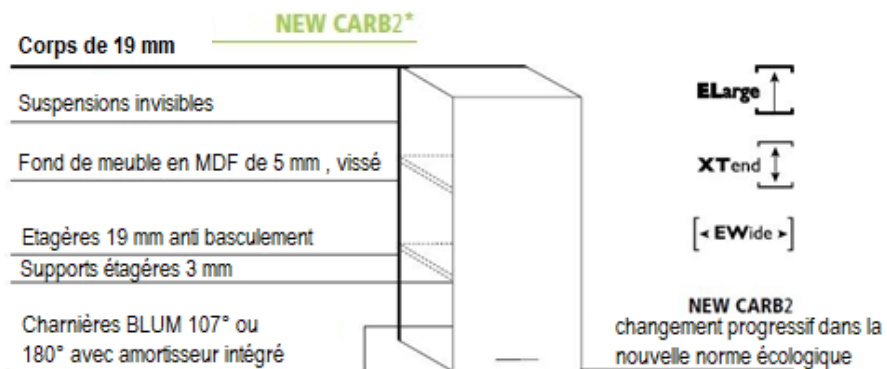 NEW CARB2*
Corps de 19 mm
Suspensions invisibles
Fond de meuble en MDF de 5 mm , vissé
Etagères 19 mm anti basculement
Supports étagéres 3 mm
Charnières BLUM 107° ou
180° avec amortisseur intégré
ELarge
XTend
EWide
NEW CARB2
changement progressif dans la
nouvelle norme écologique